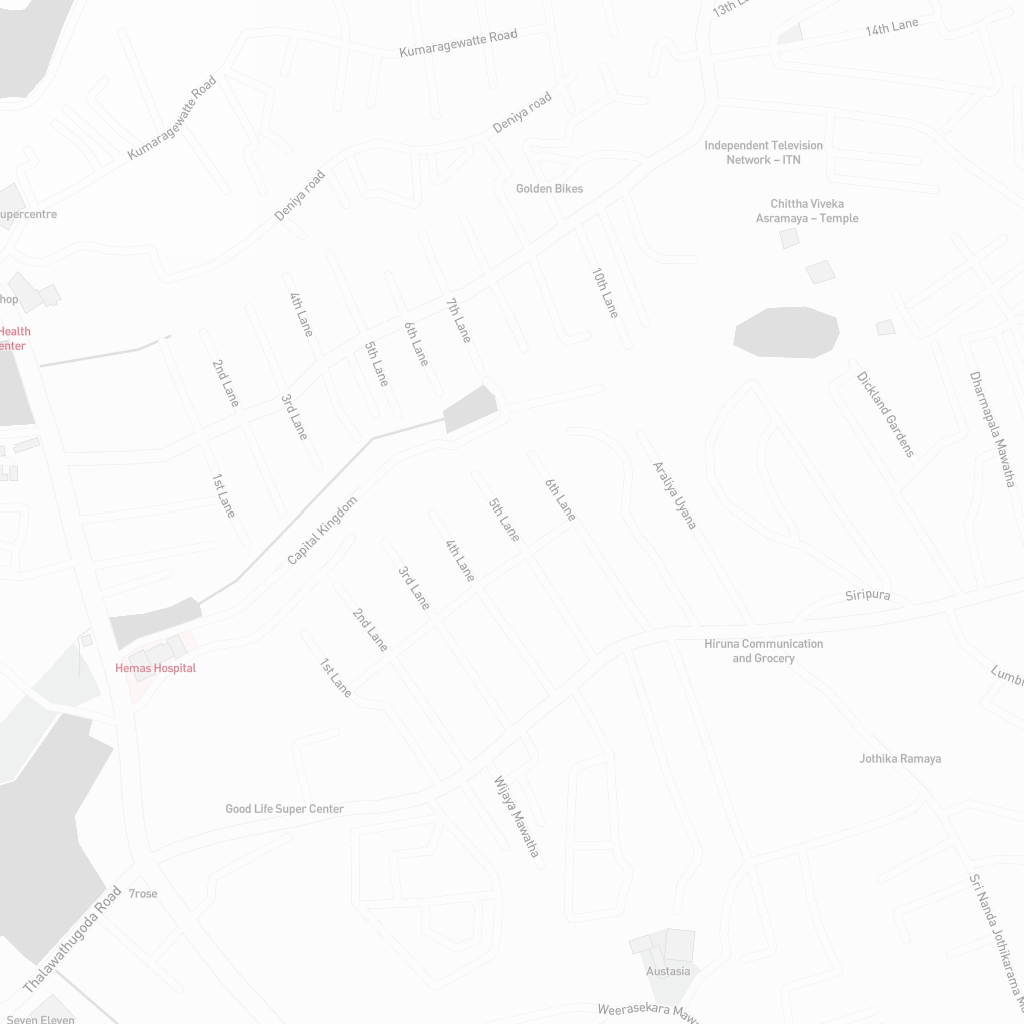 13th
14th Lane
Kumaragewatte Road
Kumaragewatte Road
Deniya road
Independent Television
Network – ITN
Golden Bikes
Deniya road
Chittha Viveka
Asramaya – Temple
upercentre
hop
Health
enter
4th Lane
7th Lane
6th Lane
10th Lane
5th Lane
2nd Lane
3rd Lane
Dickland Gardens
Dharmapala Mawatha
1st Lane
Capital Kingdom
5th Lane
6th Lane
Araliya Uyana
4th Lane
3rd Lane
2nd Lane
Siripura
Hiruna Communication
and Grocery
Hemas Hospital
1st Lane
Lumbi
Jothika Ramaya
Wijaya Mawatha
Good Life Super Center
7rose
Thalawathugoda Road
Sri Nanda Jothikarama M
Austasia
Weerasekara Mawa
Seven Eleven